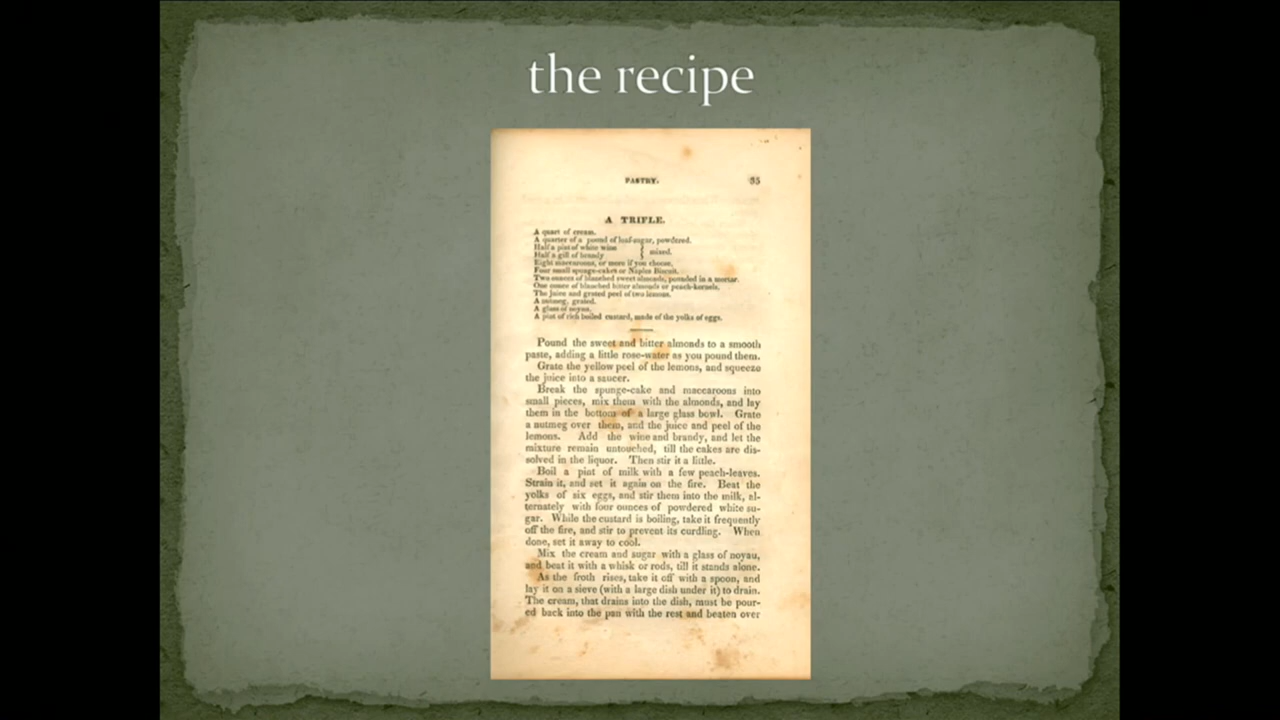 the recipe
PASTRY. 35
A TRIFLE.
A quart of cream.
A quarter of a pound of loaf-sugar, powdered.
Half a pint of white wine
Half a gill of brandy } mixed.
Eight maccaroons, or more if you choose.
Four small spunge-cakes or Naples Biscuit.
Two ounces of blanched sweet almonds, pounded in a mortar.
One ounce of blanched bitter almonds or peach-kernels.
The juice and grated peel of two lemons.
A nutmeg, grated.
A glass of noyau.
A pint of rich boiled custard, made of the yolks of eggs.
Pound the sweet and bitter almonds to a smooth
paste, adding a little rose-water as you pound them.
Grate the yellow peel of the lemons, and squeeze
the juice into a saucer.
Break the spunge-cake and maccaroons into
small pieces, mix them with the almonds, and lay
them in the bottom of a large glass bowl. Grate
a nutmeg over them, and the juice and peel of the
lemons. Add the wine and brandy, and let the
mixture remain untouched, till the cakes are dis-
solved in the liquor. Then stir it a little.
Boil a pint of milk with a few peach-leaves.
Strain it, and set it again on the fire. Beat the
yolks of six eggs, and stir them into the milk, al-
ternately with four ounces of powdered white su-
gar. While the custard is boiling, take it frequently
off the fire, and stir to prevent its curdling. When
done, set it away to cool.
Mix the cream and sugar with a glass of noyau,
and beat it with a whisk or rods, till it stands alone.
As the froth rises, take it off with a spoon, and
lay it on a sieve (with a large dish under it) to drain.
The cream, that drains into the dish, must be pour-
ed back into the pan with the rest and beaten over